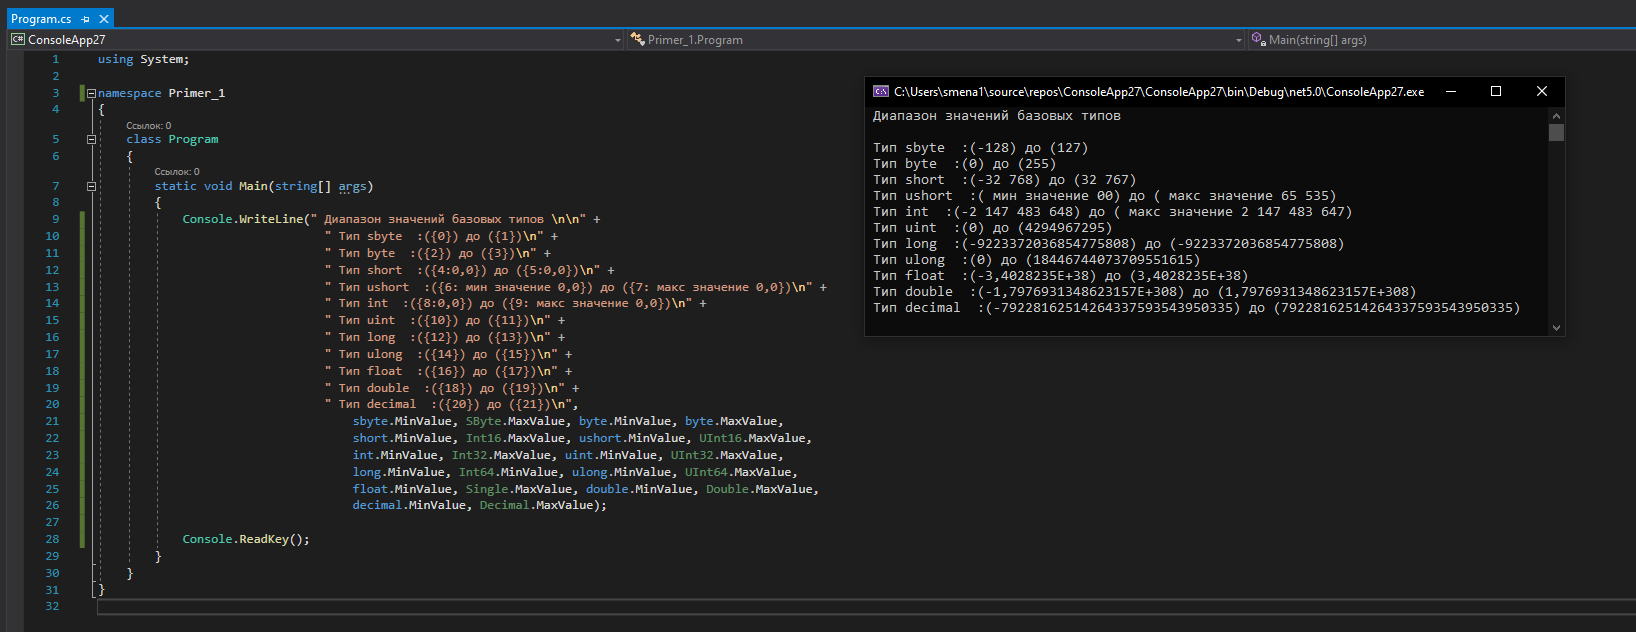 Program.cs
C# ConsoleApp27
Primer_1.Program
Main(string[] args)
1 using System;
2
3 namespace Primer_1
4 {
Ссылок: 0
5 class Program
6 {
Ссылок: 0
7 static void Main(string[] args)
8 {
9 Console.WriteLine(" Диапазон значений базовых типов \n\n" +
10 " Тип sbyte  :({0}) до ({1})\n" +
11 " Тип byte  :({2}) до ({3})\n" +
12 " Тип short  :({4:0,0}) до ({5:0,0})\n" +
13 " Тип ushort  :({6: мин значение 0,0}) до ({7: макс значение 0,0})\n" +
14 " Тип int  :({8:0,0}) до ({9: макс значение 0,0})\n" +
15 " Тип uint  :({10}) до ({11})\n" +
16 " Тип long  :({12}) до ({13})\n" +
17 " Тип ulong  :({14}) до ({15})\n" +
18 " Тип float  :({16}) до ({17})\n" +
19 " Тип double  :({18}) до ({19})\n" +
20 " Тип decimal  :({20}) до ({21})\n",
21 sbyte.MinValue, SByte.MaxValue, byte.MinValue, byte.MaxValue,
22 short.MinValue, Int16.MaxValue, ushort.MinValue, UInt16.MaxValue,
23 int.MinValue, Int32.MaxValue, uint.MinValue, UInt32.MaxValue,
24 long.MinValue, Int64.MinValue, ulong.MinValue, UInt64.MaxValue,
25 float.MinValue, Single.MaxValue, double.MinValue, Double.MaxValue,
26 decimal.MinValue, Decimal.MaxValue);
27
28 Console.ReadKey();
29 }
30 }
31 }
32
C:\Users\smena1\source\repos\ConsoleApp27\ConsoleApp27\bin\Debug\net5.0\ConsoleApp27.exe
Диапазон значений базовых типов
Тип sbyte  :(-128) до (127)
Тип byte  :(0) до (255)
Тип short  :(-32 768) до (32 767)
Тип ushort  :( мин значение 00) до ( макс значение 65 535)
Тип int  :(-2 147 483 648) до ( макс значение 2 147 483 647)
Тип uint  :(0) до (4294967295)
Тип long  :(-9223372036854775808) до (-9223372036854775808)
Тип ulong  :(0) до (18446744073709551615)
Тип float  :(-3,4028235E+38) до (3,4028235E+38)
Тип double  :(-1,7976931348623157E+308) до (1,7976931348623157E+308)
Тип decimal  :(-79228162514264337593543950335) до (79228162514264337593543950335)